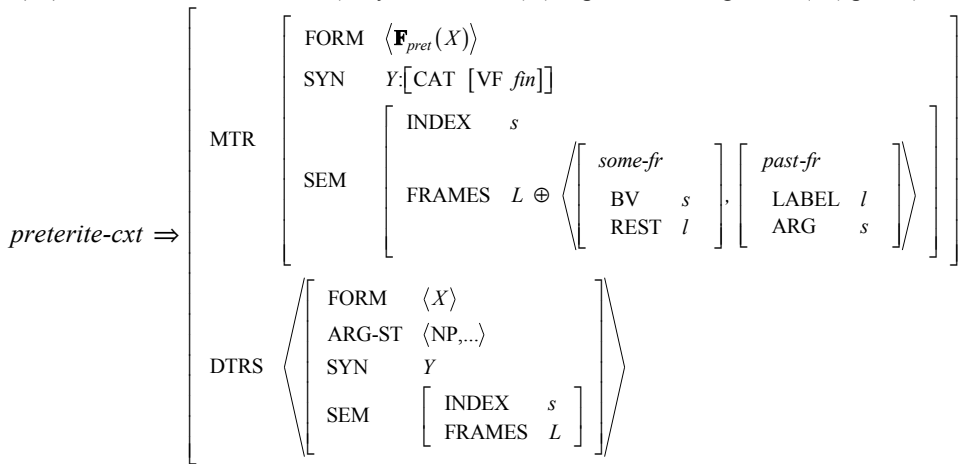 preterite-cxt ⇒
MTR
FORM ⟨F_pret(X)⟩
SYN Y:[CAT [VF fin]]
SEM
INDEX s
FRAMES L ⊕ ⟨[some-fr BV s REST l], [past-fr LABEL l ARG s]⟩
DTRS
FORM ⟨X⟩
ARG-ST ⟨NP,...⟩
SYN Y
SEM
INDEX s
FRAMES L